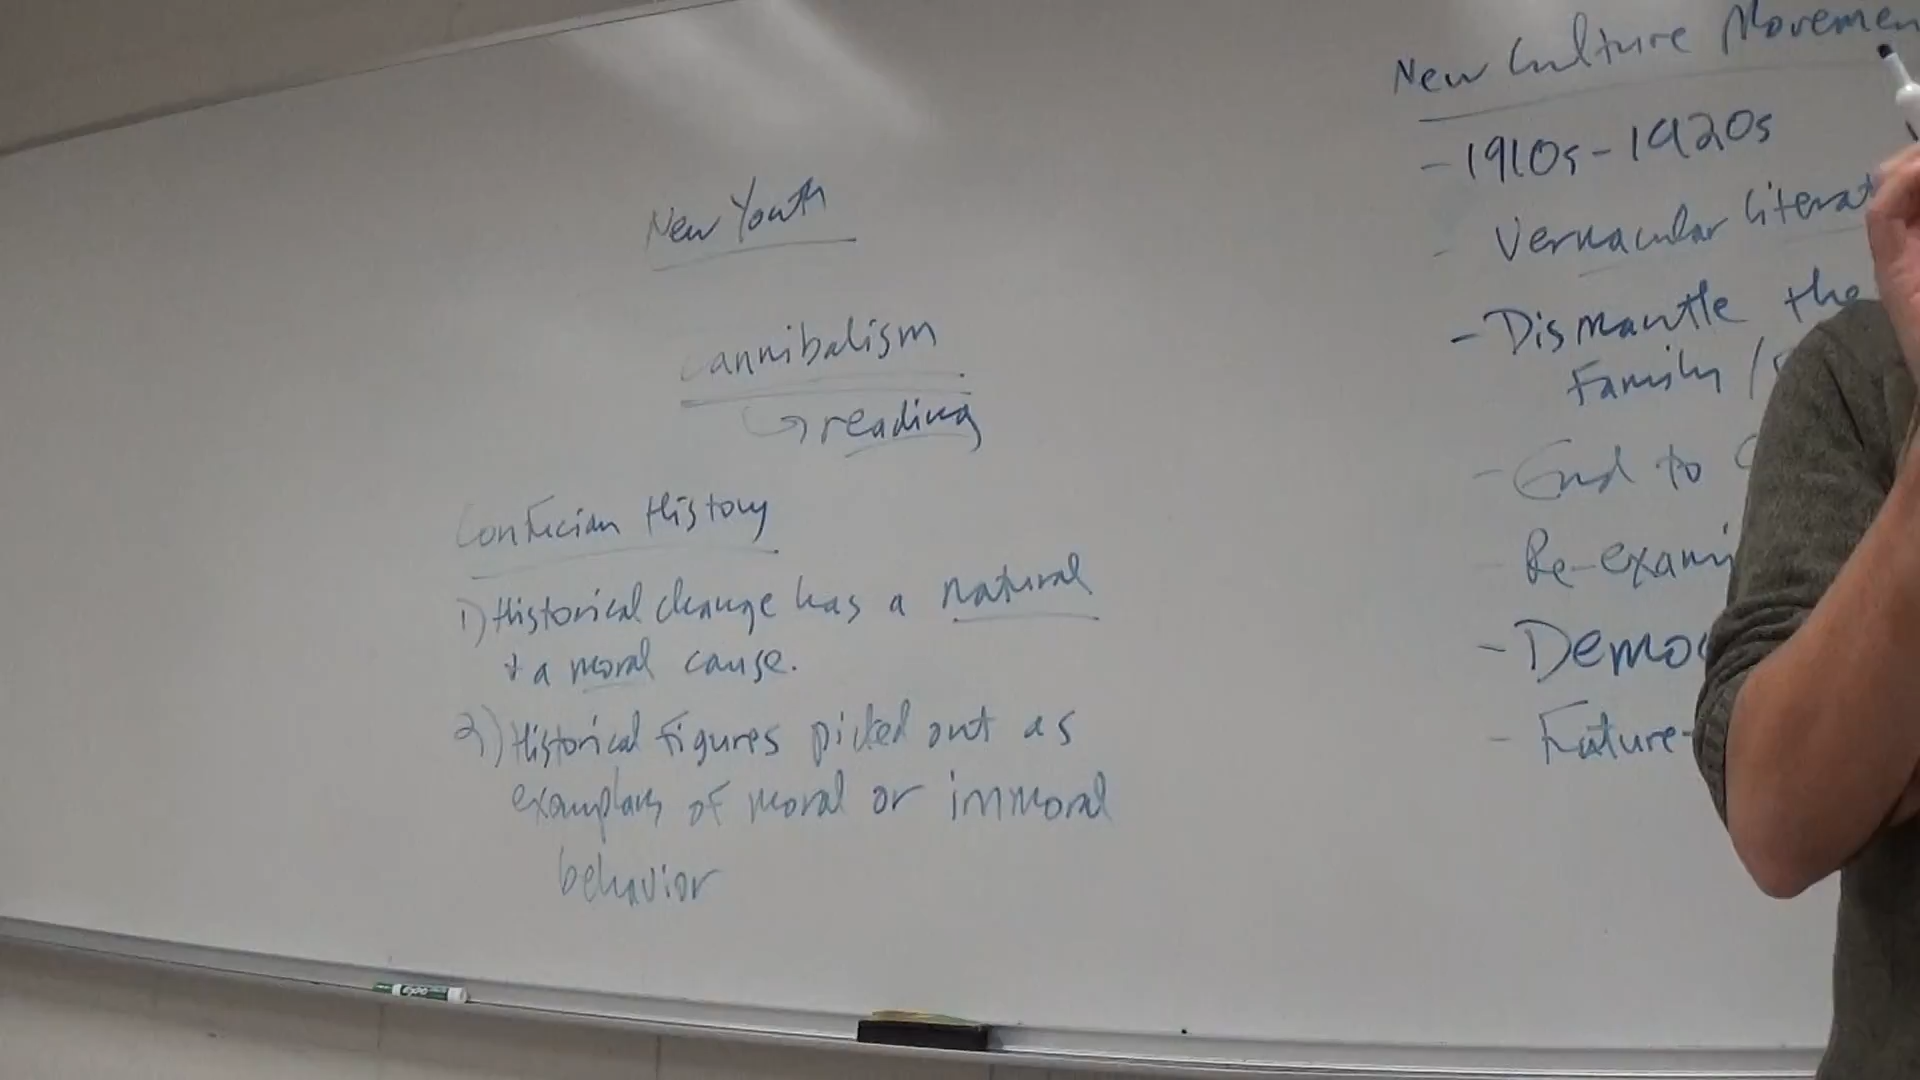 New Youth
cannibalism
↳ reading
Confucian History
1) Historical change has a natural
+ a moral cause.
2) Historical figures picked out as
exemplars of moral or immoral
behavior
New Culture Movemen
- 1910s-1920s
- Vernacular literat
- Dismantle the
Family /
- End to
- Re-exami
- Democ
- Future-
EXPO